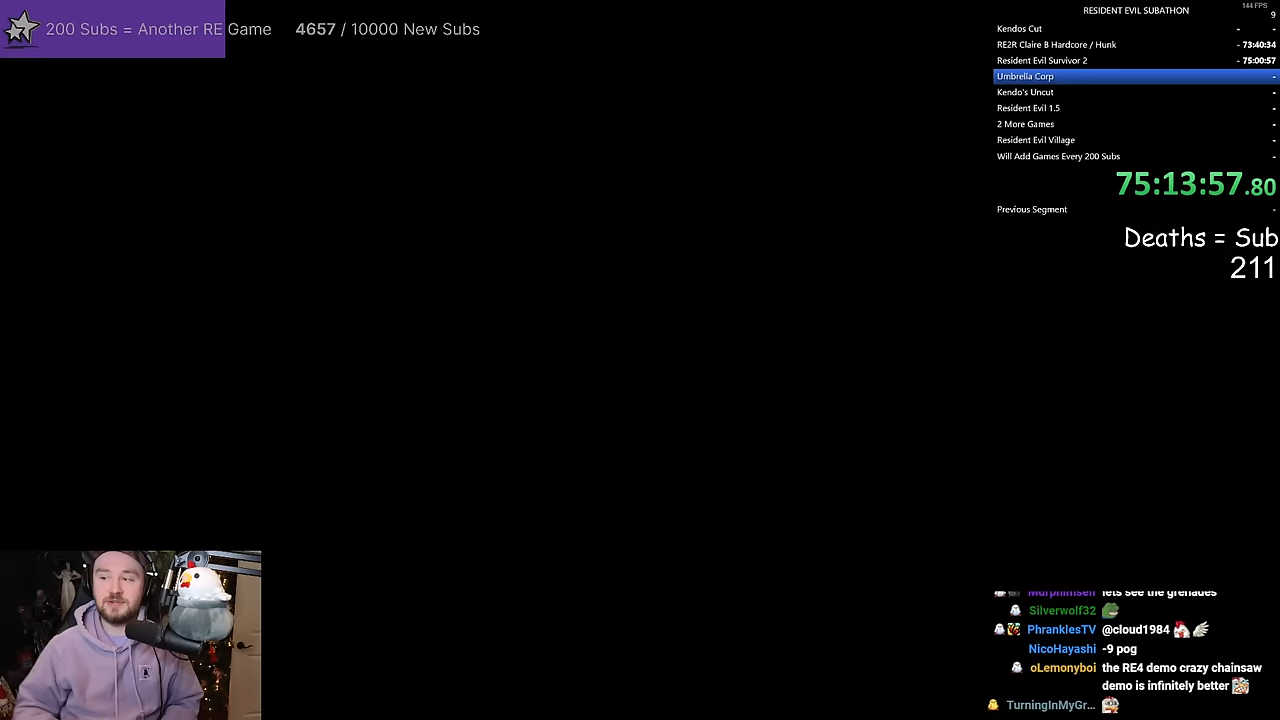 200 Subs = Another RE Game 4657 / 10000 New Subs
RESIDENT EVIL SUBATHON
144 FPS
9
Kendos Cut - -
RE2R Claire B Hardcore / Hunk - 73:40:34
Resident Evil Survivor 2 - 75:00:57
Umbrella Corp -
Kendo's Uncut -
Resident Evil 1.5 -
2 More Games -
Resident Evil Village -
Will Add Games Every 200 Subs -
75:13:57.80
Previous Segment -
Deaths = Sub
211
lets see the grenades
Silverwolf32
PhranklesTV @cloud1984
NicoHayashi -9 pog
oLemonyboi the RE4 demo crazy chainsaw
demo is infinitely better
TurningInMyGr...